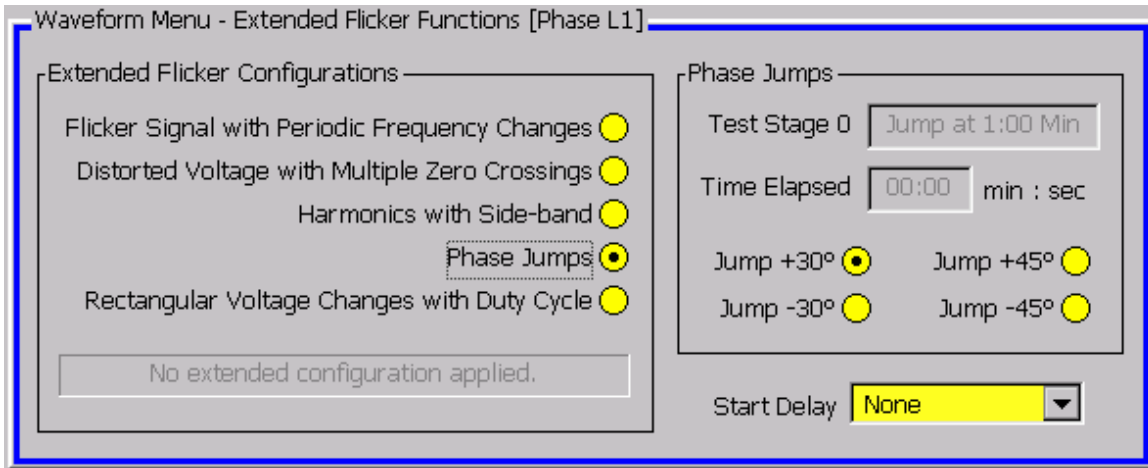 Waveform Menu - Extended Flicker Functions [Phase L1]
Extended Flicker Configurations
Flicker Signal with Periodic Frequency Changes
Distorted Voltage with Multiple Zero Crossings
Harmonics with Side-band
Phase Jumps
Rectangular Voltage Changes with Duty Cycle
No extended configuration applied.
Phase Jumps
Test Stage 0 Jump at 1:00 Min
Time Elapsed 00:00 min : sec
Jump +30º Jump +45º
Jump -30º Jump -45º
Start Delay None